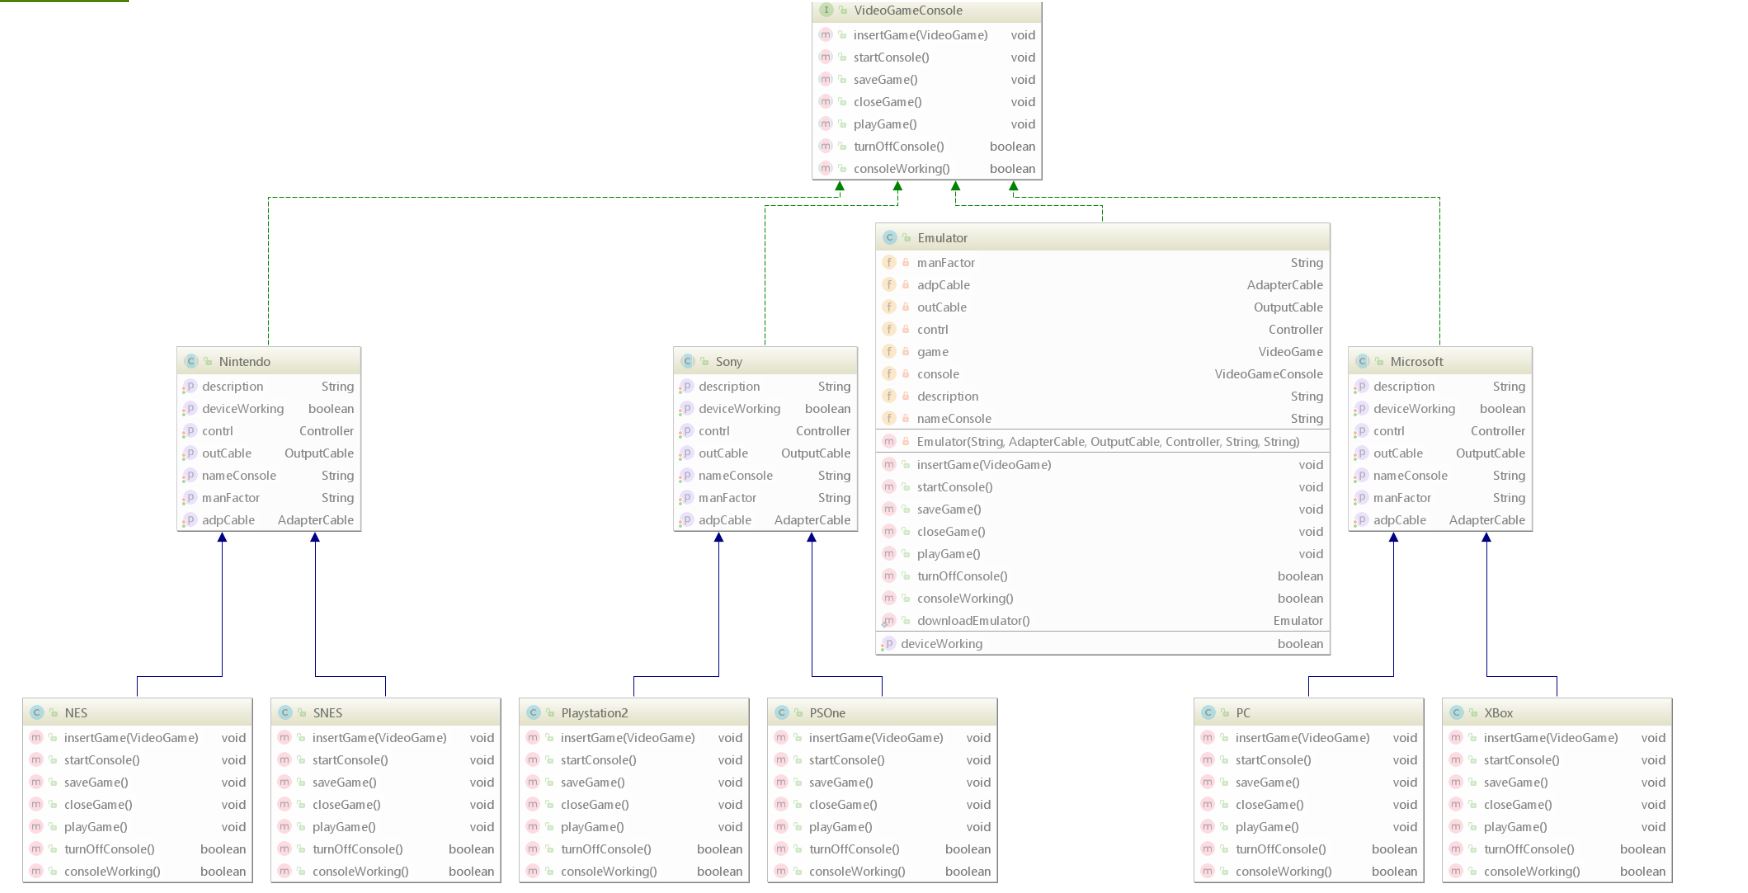 VideoGameConsole
insertGame(VideoGame) void
startConsole() void
saveGame() void
closeGame() void
playGame() void
turnOffConsole() boolean
consoleWorking() boolean
Emulator
manFactor String
adpCable AdapterCable
outCable OutputCable
contrl Controller
game VideoGame
console VideoGameConsole
description String
nameConsole String
Emulator(String, AdapterCable, OutputCable, Controller, String, String)
insertGame(VideoGame) void
startConsole() void
saveGame() void
closeGame() void
playGame() void
turnOffConsole() boolean
consoleWorking() boolean
downloadEmulator() Emulator
deviceWorking boolean
Nintendo
description String
deviceWorking boolean
contrl Controller
outCable OutputCable
nameConsole String
manFactor String
adpCable AdapterCable
Sony
description String
deviceWorking boolean
contrl Controller
outCable OutputCable
nameConsole String
manFactor String
adpCable AdapterCable
Microsoft
description String
deviceWorking boolean
contrl Controller
outCable OutputCable
nameConsole String
manFactor String
adpCable AdapterCable
NES
insertGame(VideoGame) void
startConsole() void
saveGame() void
closeGame() void
playGame() void
turnOffConsole() boolean
consoleWorking() boolean
SNES
insertGame(VideoGame) void
startConsole() void
saveGame() void
closeGame() void
playGame() void
turnOffConsole() boolean
consoleWorking() boolean
Playstation2
insertGame(VideoGame) void
startConsole() void
saveGame() void
closeGame() void
playGame() void
turnOffConsole() boolean
consoleWorking() boolean
PSOne
insertGame(VideoGame) void
startConsole() void
saveGame() void
closeGame() void
playGame() void
turnOffConsole() boolean
consoleWorking() boolean
PC
insertGame(VideoGame) void
startConsole() void
saveGame() void
closeGame() void
playGame() void
turnOffConsole() boolean
consoleWorking() boolean
XBox
insertGame(VideoGame) void
startConsole() void
saveGame() void
closeGame() void
playGame() void
turnOffConsole() boolean
consoleWorking() boolean